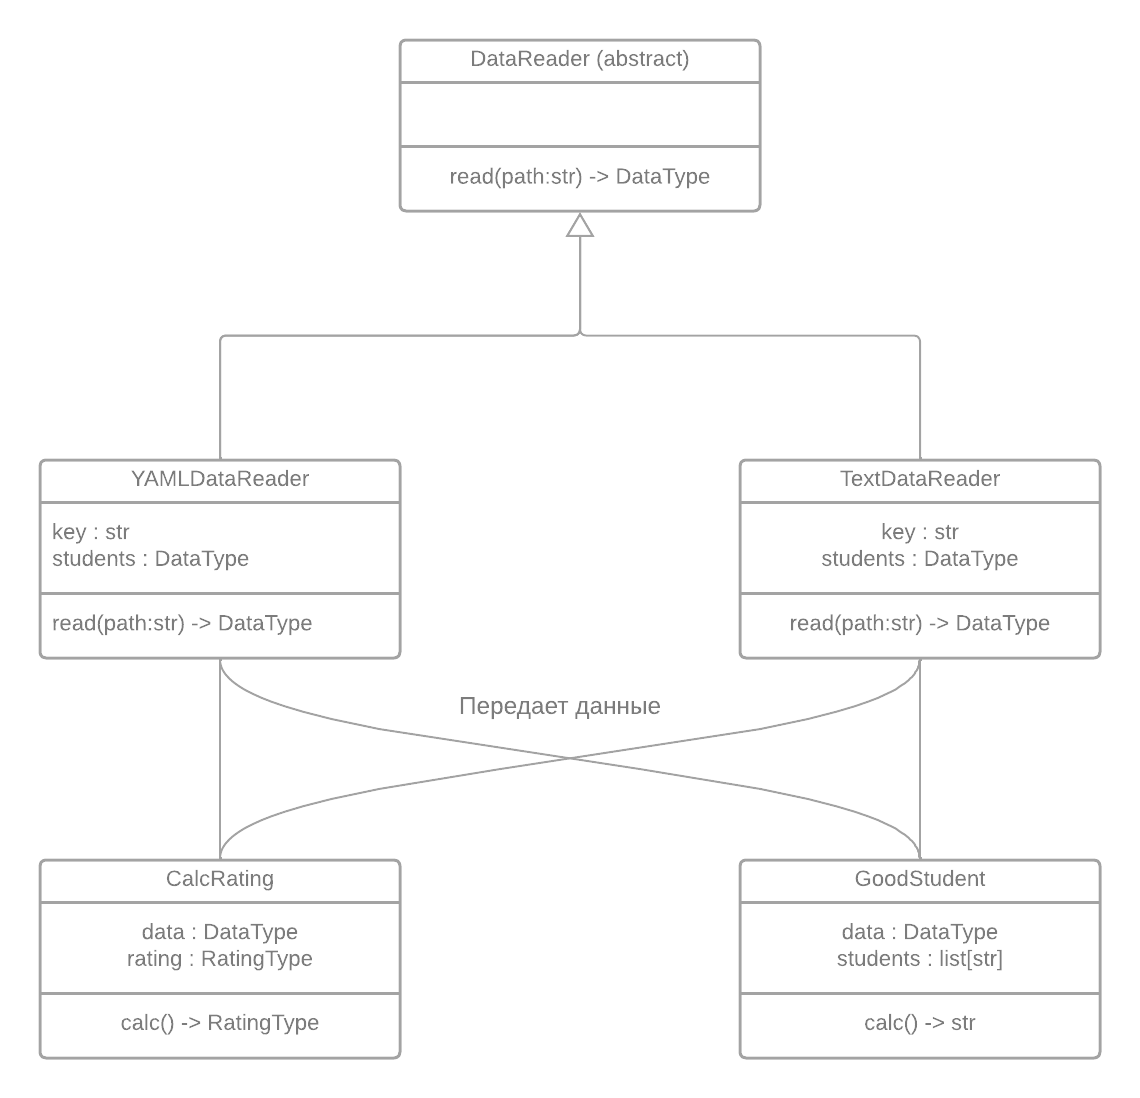 DataReader (abstract)
read(path:str) -> DataType
YAMLDataReader
key : str
students : DataType
read(path:str) -> DataType
TextDataReader
key : str
students : DataType
read(path:str) -> DataType
Передает данные
CalcRating
data : DataType
rating : RatingType
calc() -> RatingType
GoodStudent
data : DataType
students : list[str]
calc() -> str